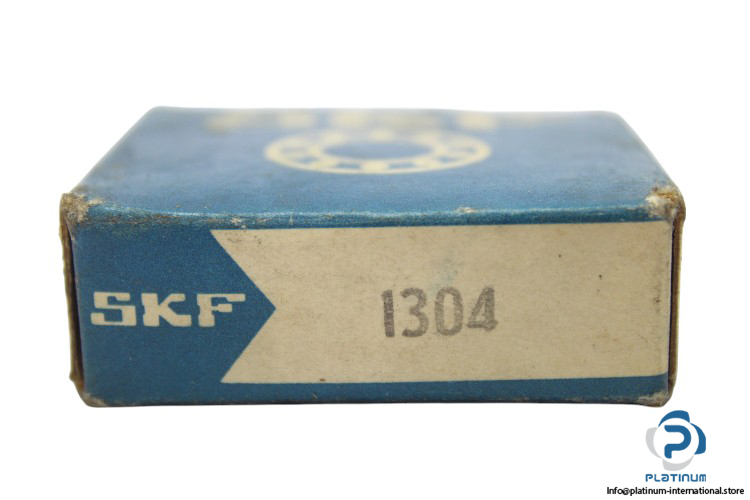 SKF
1304
PLATINUM
Info@platinum-international.store